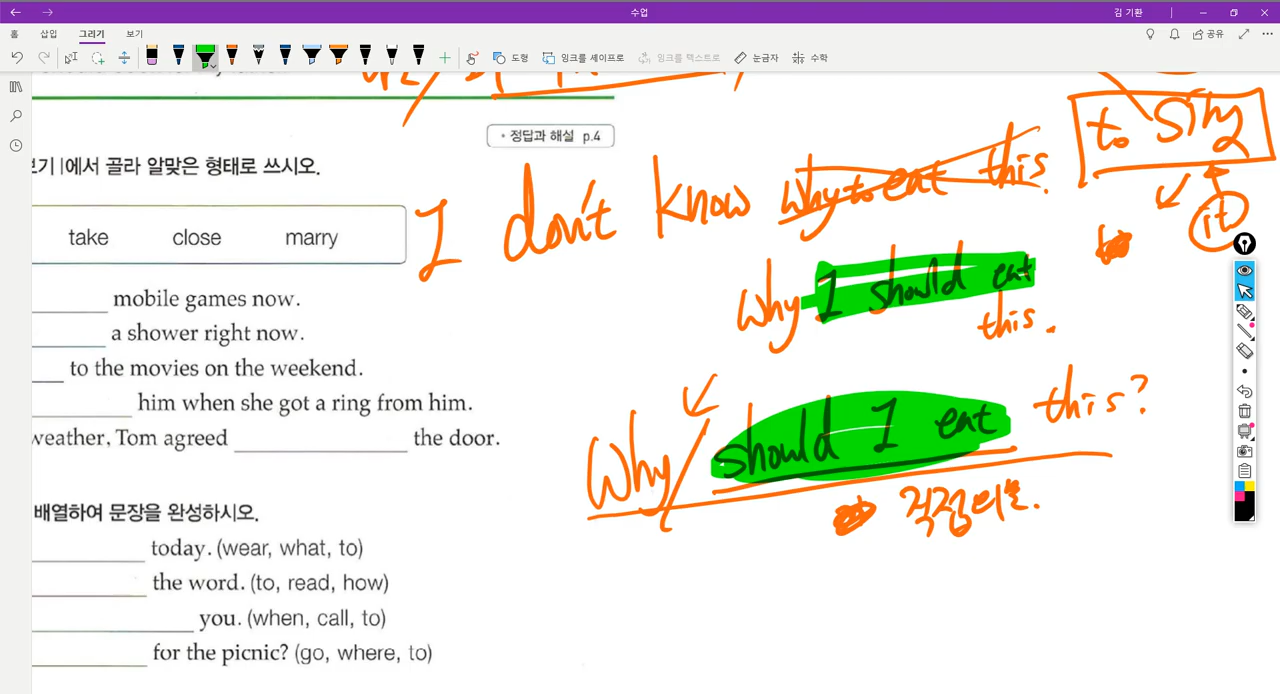 수업
김 기환
홈 삽입 그리기 보기
공유
도형 잉크를 셰이프로 잉크를 텍스트로 눈금자 수학
• 정답과 해설 p.4
보기|에서 골라 알맞은 형태로 쓰시오.
take close marry
mobile games now.
a shower right now.
to the movies on the weekend.
him when she got a ring from him.
weather, Tom agreed the door.
배열하여 문장을 완성하시오.
today. (wear, what, to)
the word. (to, read, how)
you. (when, call, to)
for the picnic? (go, where, to)
to sing
it
I don't know why to eat this.
why I should eat
this.
Why / should I eat this?